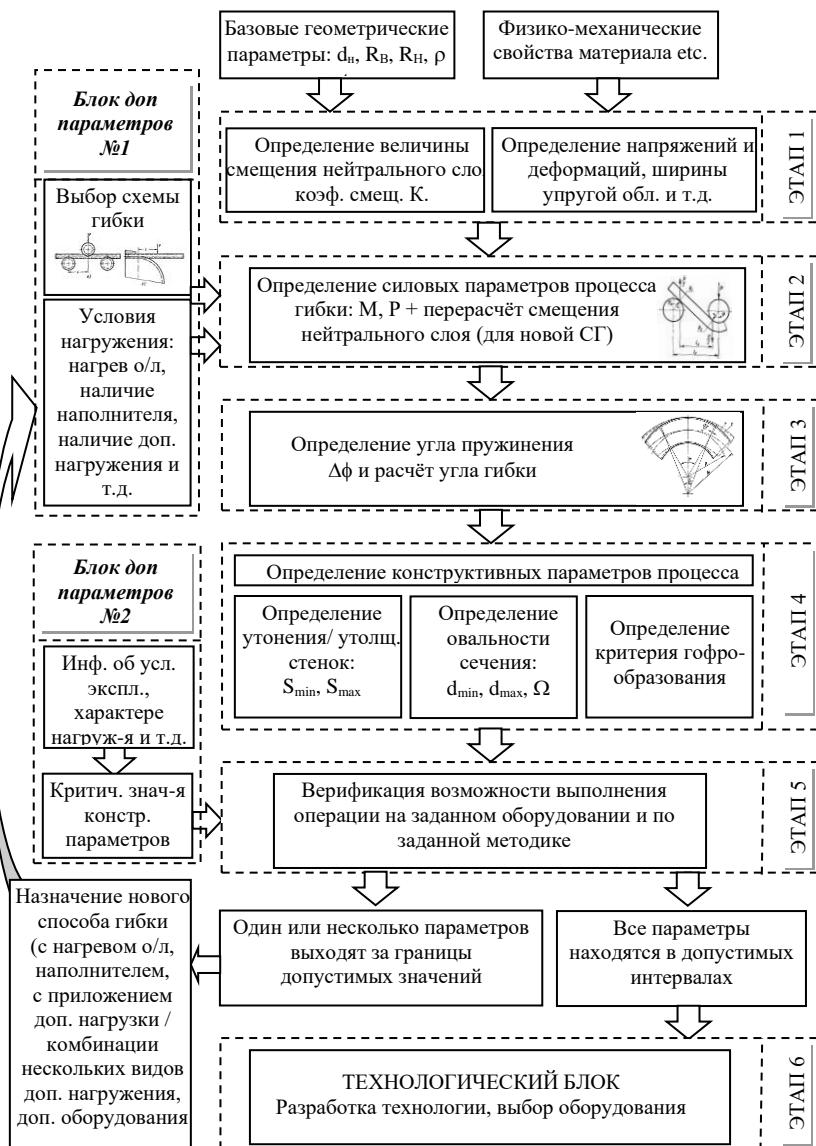 Базовые геометрические
параметры: dн, RВ, RН, ρ
Физико-механические
свойства материала etc.
Блок доп
параметров
№1
Определение величины
смещения нейтрального сло
коэф. смещ. К.
Определение напряжений и
деформаций, ширины
упругой обл. и т.д.
ЭТАП 1
Выбор схемы
гибки
Условия
нагружения:
нагрев о/л,
наличие
наполнителя,
наличие доп.
нагружения и
т.д.
Определение силовых параметров процесса
гибки: М, Р + перерасчёт смещения
нейтрального слоя (для новой СГ)
ЭТАП 2
Определение угла пружинения
Δϕ и расчёт угла гибки
ЭТАП 3
Блок доп
параметров
№2
Определение конструктивных параметров процесса
Определение
утонения/ утолщ.
стенок:
Smin, Smax
Определение
овальности
сечения:
dmin, dmax, Ω
Определение
критерия гофро-
образования
ЭТАП 4
Инф. об усл.
экспл.,
характере
нагруж-я и т.д.
Критич. знач-я
констр.
параметров
Верификация возможности выполнения
операции на заданном оборудовании и по
заданной методике
ЭТАП 5
Назначение нового
способа гибки
(с нагревом о/л,
наполнителем,
с приложением
доп. нагрузки /
комбинации
нескольких видов
доп. нагружения,
доп. оборудования
Один или несколько параметров
выходят за границы
допустимых значений
Все параметры
находятся в допустимых
интервалах
ТЕХНОЛОГИЧЕСКИЙ БЛОК
Разработка технологии, выбор оборудования
ЭТАП 6